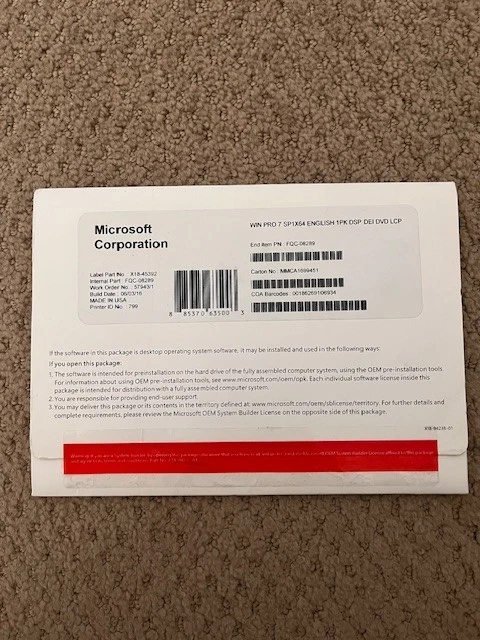 Microsoft
Corporation
WIN PRO 7 SP1X64 ENGLISH 1PK DSP DEI DVD LCP
End Item PN : FQC-08289
Label Part No : X18-45392
Internal Part : FQC-08289
Work Order No. : 57943/1
Build Date : 06/03/16
MADE IN USA
Printer ID No : 799
8 85370 63500 3
Carton No : MMCA1699451
COA Barcodes : 00186260106934
If the software in this package is desktop operating system software, it may be installed and used in the following ways:
If you open this package:
1. The software is intended for preinstallation on the hard drive of the fully assembled computer system, using the OEM pre-installation tools.
For information about using OEM pre-installation tools, see www.microsoft.com/opk. Each individual software license inside this
package is intended for distribution with a fully assembled computer system.
2. You are responsible for providing end-user support.
3. You may deliver this package or its contents in the territory defined at: www.microsoft.com/oem/sblicense/territory. For further details and
complete requirements, please review the Microsoft OEM System Builder License on the opposite side of this package.